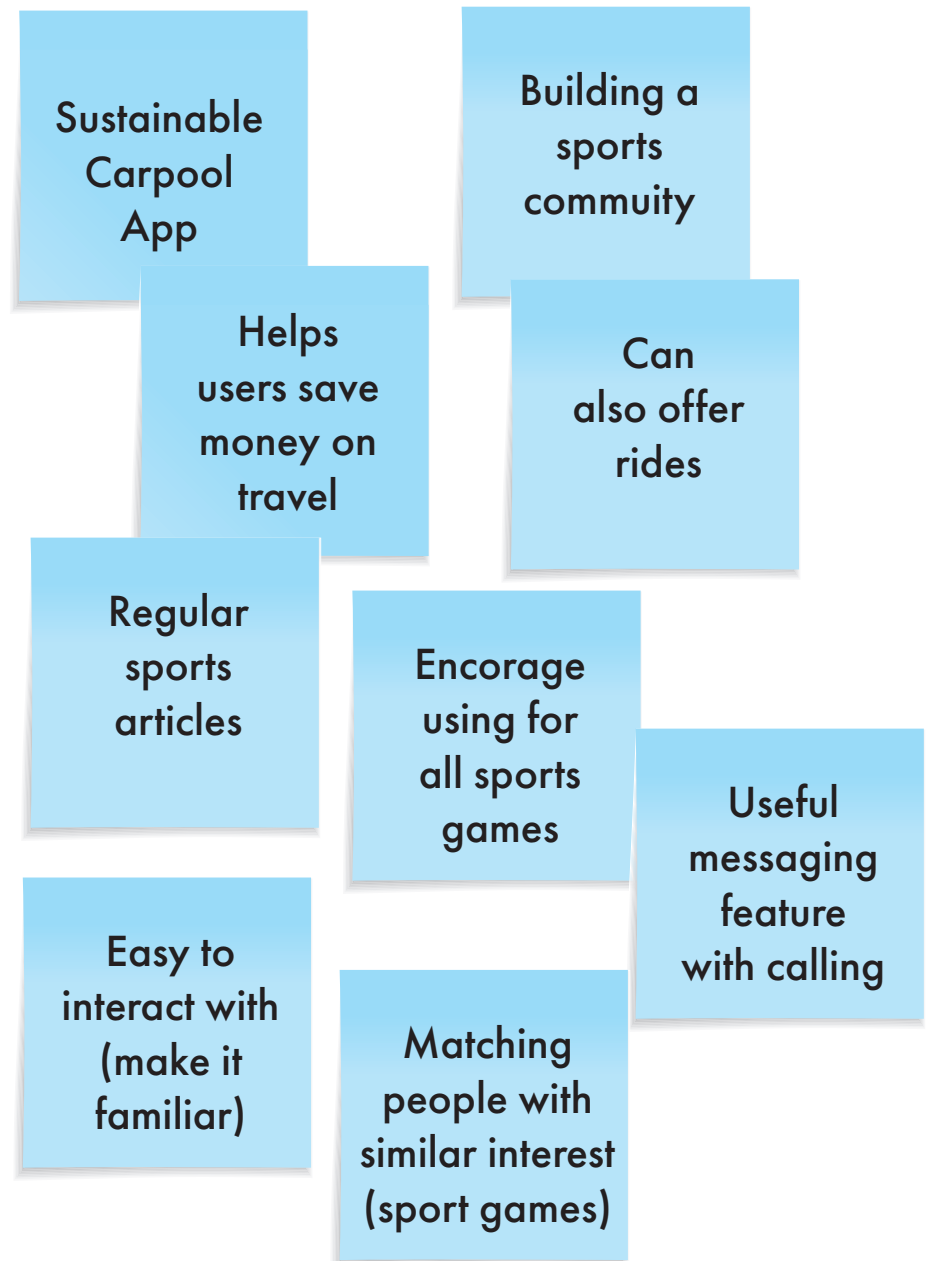 Sustainable
Carpool
App
Building a
sports
commuity
Helps
users save
money on
travel
Can
also offer
rides
Regular
sports
articles
Encorage
using for
all sports
games
Useful
messaging
feature
with calling
Easy to
interact with
(make it
familiar)
Matching
people with
similar interest
(sport games)